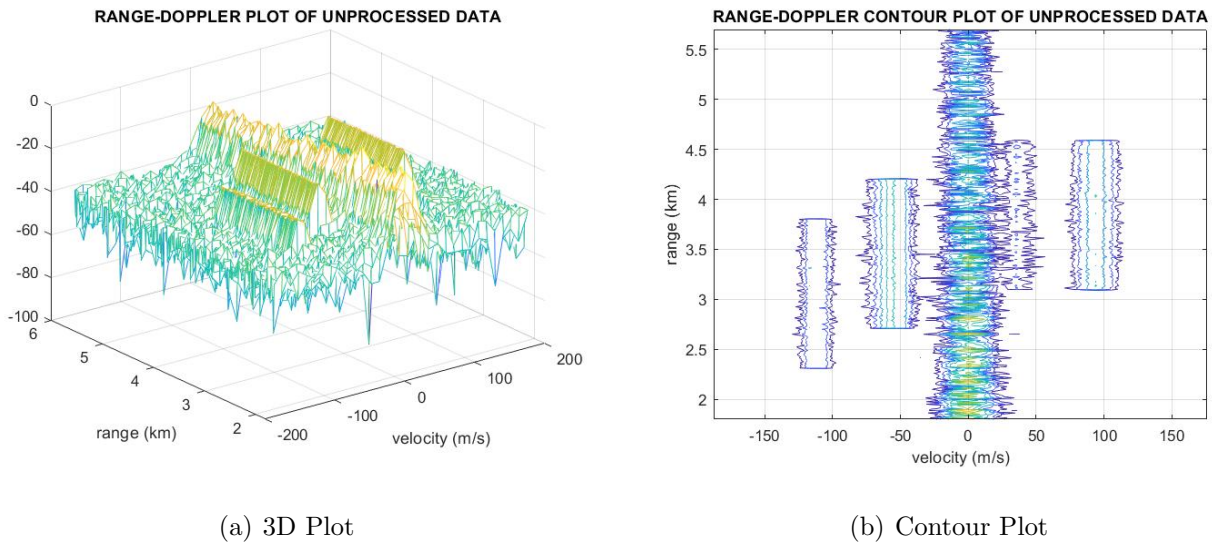 RANGE-DOPPLER PLOT OF UNPROCESSED DATA
0
-20
-40
-60
-80
-100
6
5
4
3
2
range (km)
-200
-100
0
100
200
velocity (m/s)
(a) 3D Plot
RANGE-DOPPLER CONTOUR PLOT OF UNPROCESSED DATA
5.5
5
4.5
4
3.5
3
2.5
2
range (km)
-150 -100 -50 0 50 100 150
velocity (m/s)
(b) Contour Plot